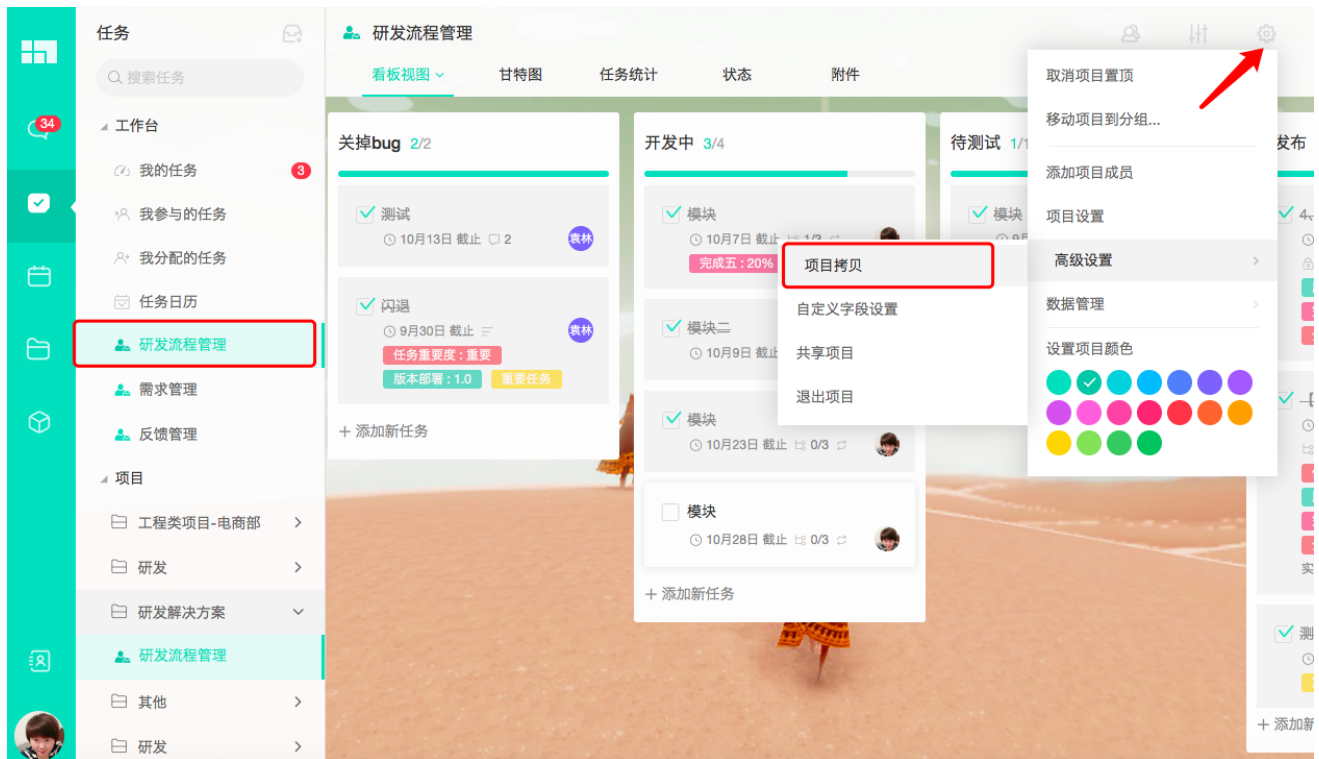 34
任务
搜索任务
工作台
我的任务
3
我参与的任务
我分配的任务
任务日历
研发流程管理
需求管理
反馈管理
项目
工程类项目-电商部
研发
研发解决方案
研发流程管理
其他
研发
研发流程管理
看板视图
甘特图
任务统计
状态
附件
关掉bug 2/2
测试
10月13日 截止 2
袁林
闪退
9月30日 截止
袁林
任务重要度 : 重要
版本部署 : 1.0
重要任务
+ 添加新任务
开发中 3/4
模块
10月7日 截止 1/3
完成五 : 20%
模块二
10月9日 截止
模块
10月23日 截止 0/3
模块
10月28日 截止 0/3
+ 添加新任务
待测试 1/1
模块
发布
4、
实
测
+ 添加新
取消项目置顶
移动项目到分组...
添加项目成员
项目设置
高级设置
数据管理
设置项目颜色
项目拷贝
自定义字段设置
共享项目
退出项目